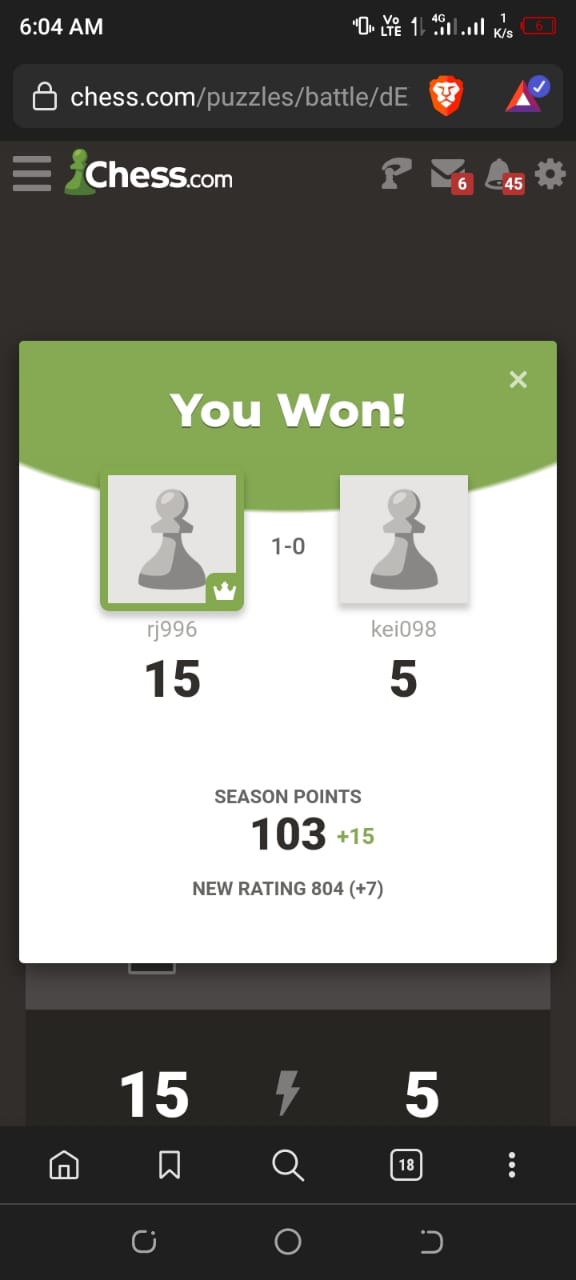 6:04 AM
Vo LTE 4G 1 K/s 6
chess.com/puzzles/battle/dE
Chess.com 6 45
You Won!
1-0
rj996 kei098
15 5
SEASON POINTS
103 +15
NEW RATING 804 (+7)
15 5
18